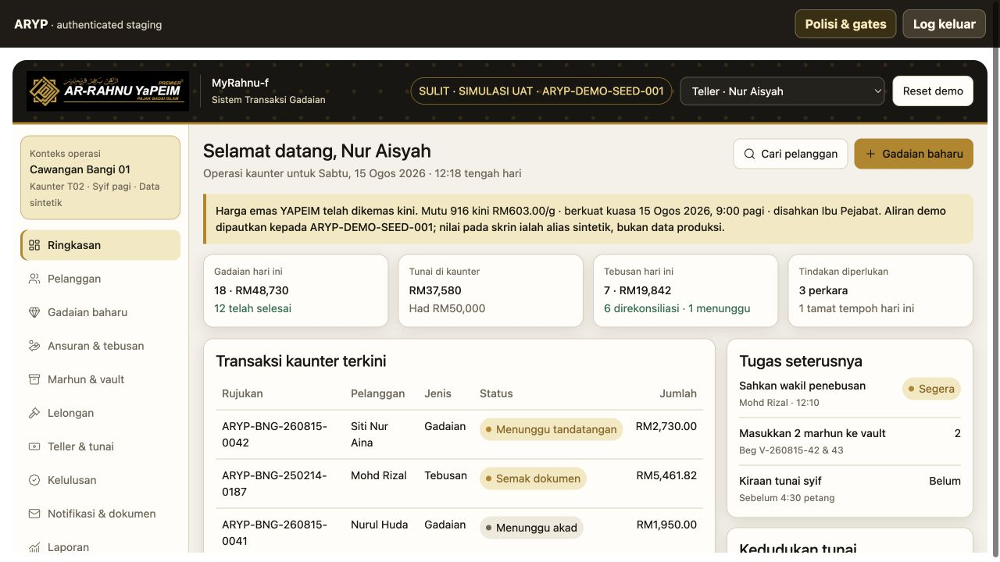 ARYP · authenticated staging
Polisi & gates
Log keluar
AR-RAHNU YaPEIM
PREMIER
PAJAK GADAI ISLAM
MyRahnu-f
Sistem Transaksi Gadaian
SULIT · SIMULASI UAT · ARYP-DEMO-SEED-001
Teller · Nur Aisyah
Reset demo
Konteks operasi
Cawangan Bangi 01
Kaunter T02 · Syif pagi · Data
sintetik
Ringkasan
Pelanggan
Gadaian baharu
Ansuran & tebusan
Marhun & vault
Lelongan
Teller & tunai
Kelulusan
Notifikasi & dokumen
Laporan
Selamat datang, Nur Aisyah
Operasi kaunter untuk Sabtu, 15 Ogos 2026 · 12:18 tengah hari
Cari pelanggan
+ Gadaian baharu
Harga emas YAPEIM telah dikemas kini. Mutu 916 kini RM603.00/g · berkuat kuasa 15 Ogos 2026, 9:00 pagi · disahkan Ibu Pejabat. Aliran demo
dipautkan kepada ARYP-DEMO-SEED-001; nilai pada skrin ialah alias sintetik, bukan data produksi.
Gadaian hari ini
18 · RM48,730
12 telah selesai
Tunai di kaunter
RM37,580
Had RM50,000
Tebusan hari ini
7 · RM19,842
6 direkonsiliasi · 1 menunggu
Tindakan diperlukan
3 perkara
1 tamat tempoh hari ini
Transaksi kaunter terkini
Rujukan Pelanggan Jenis Status Jumlah
ARYP-BNG-260815-0042 Siti Nur Aina Gadaian Menunggu tandatangan RM2,730.00
ARYP-BNG-250214-0187 Mohd Rizal Tebusan Semak dokumen RM5,461.82
ARYP-BNG-260815-0041 Nurul Huda Gadaian Menunggu akad RM1,950.00
Tugas seterusnya
Sahkan wakil penebusan
Mohd Rizal · 12:10
Segera
Masukkan 2 marhun ke vault 2
Beg V-260815-42 & 43
Kiraan tunai syif Belum
Sebelum 4:30 petang
Kedudukan tunai